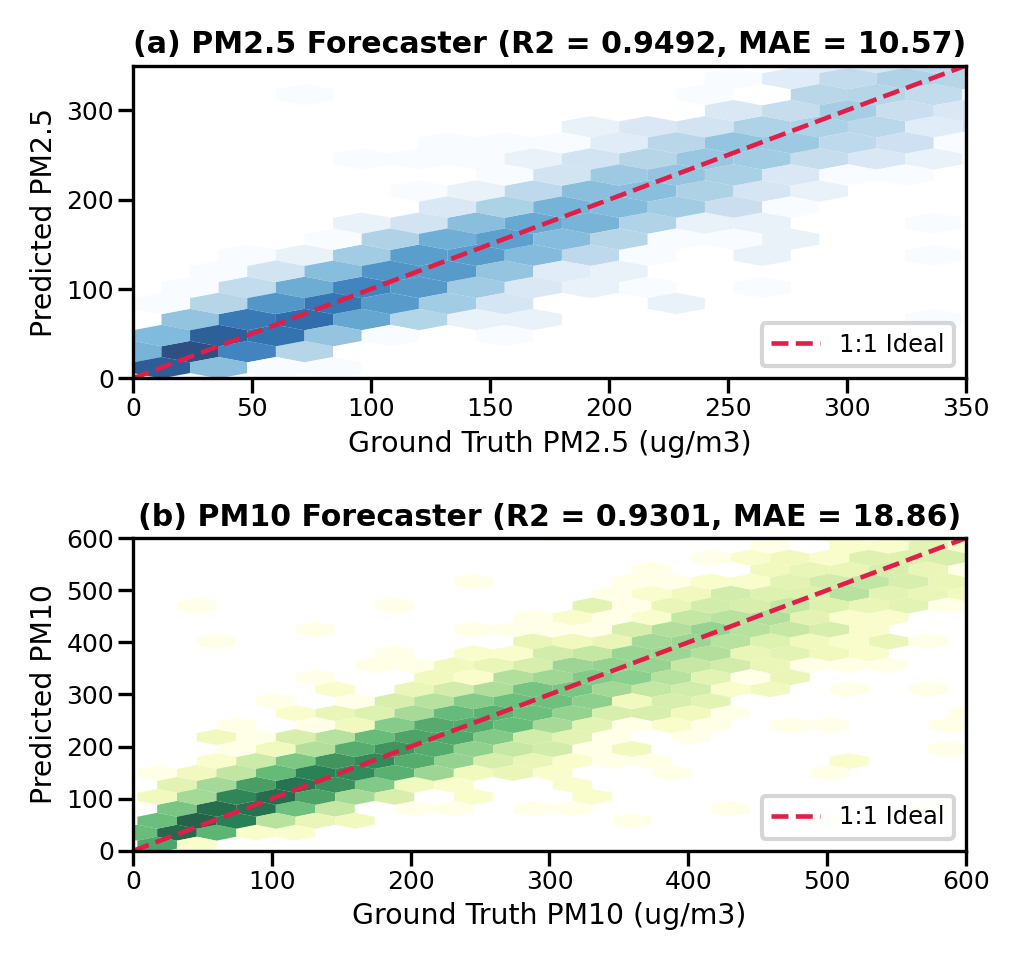 (a) PM2.5 Forecaster (R2 = 0.9492, MAE = 10.57)
300
200
100
0
Predicted PM2.5
1:1 Ideal
0 50 100 150 200 250 300 350
Ground Truth PM2.5 (ug/m3)
(b) PM10 Forecaster (R2 = 0.9301, MAE = 18.86)
600
500
400
300
200
100
0
Predicted PM10
1:1 Ideal
0 100 200 300 400 500 600
Ground Truth PM10 (ug/m3)